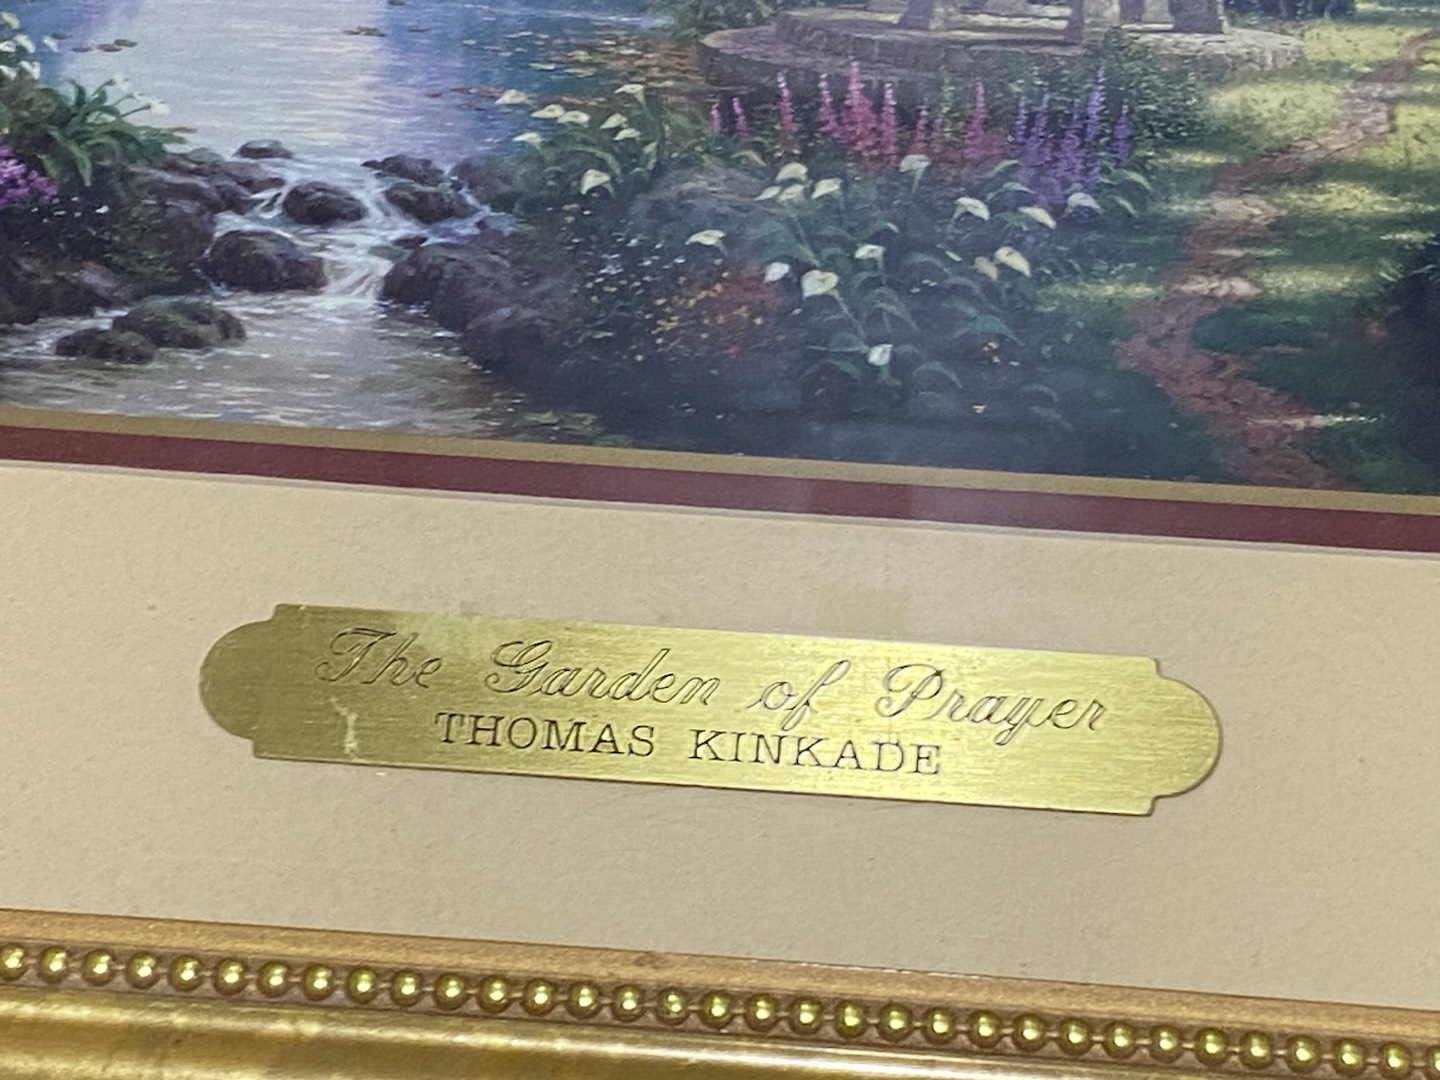 The Garden of Prayer
THOMAS KINKADE